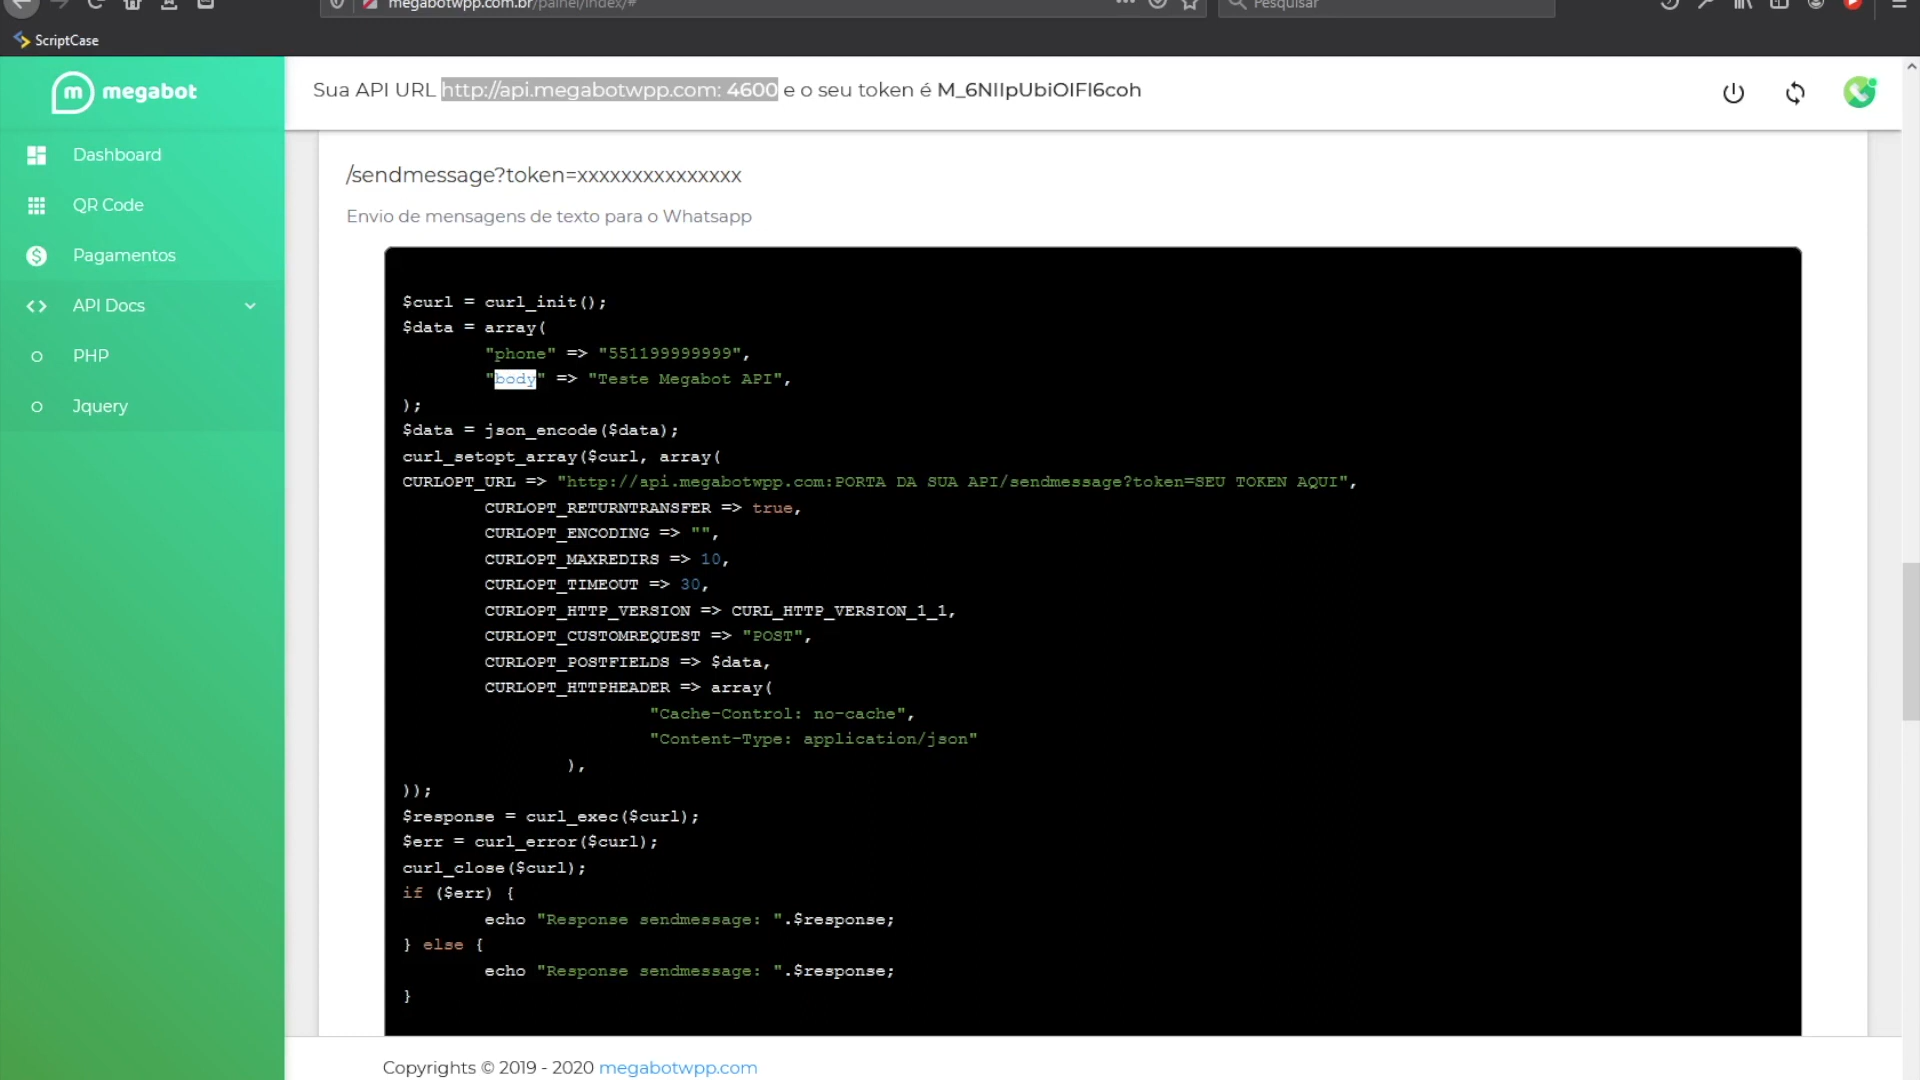 megabotwpp.com.br/painel/index/#
Pesquisar
ScriptCase
megabot
Sua API URL http://api.megabotwpp.com: 4600 e o seu token é M_6NIIpUbiOIFI6coh
Dashboard
QR Code
Pagamentos
API Docs
PHP
Jquery
/sendmessage?token=xxxxxxxxxxxxxxx
Envio de mensagens de texto para o Whatsapp
$curl = curl_init();
$data = array(
"phone" => "551199999999",
"body" => "Teste Megabot API",
);
$data = json_encode($data);
curl_setopt_array($curl, array(
CURLOPT_URL => "http://api.megabotwpp.com:PORTA DA SUA API/sendmessage?token=SEU TOKEN AQUI",
CURLOPT_RETURNTRANSFER => true,
CURLOPT_ENCODING => "",
CURLOPT_MAXREDIRS => 10,
CURLOPT_TIMEOUT => 30,
CURLOPT_HTTP_VERSION => CURL_HTTP_VERSION_1_1,
CURLOPT_CUSTOMREQUEST => "POST",
CURLOPT_POSTFIELDS => $data,
CURLOPT_HTTPHEADER => array(
"Cache-Control: no-cache",
"Content-Type: application/json"
),
));
$response = curl_exec($curl);
$err = curl_error($curl);
curl_close($curl);
if ($err) {
echo "Response sendmessage: ".$response;
} else {
echo "Response sendmessage: ".$response;
}
Copyrights © 2019 - 2020 megabotwpp.com